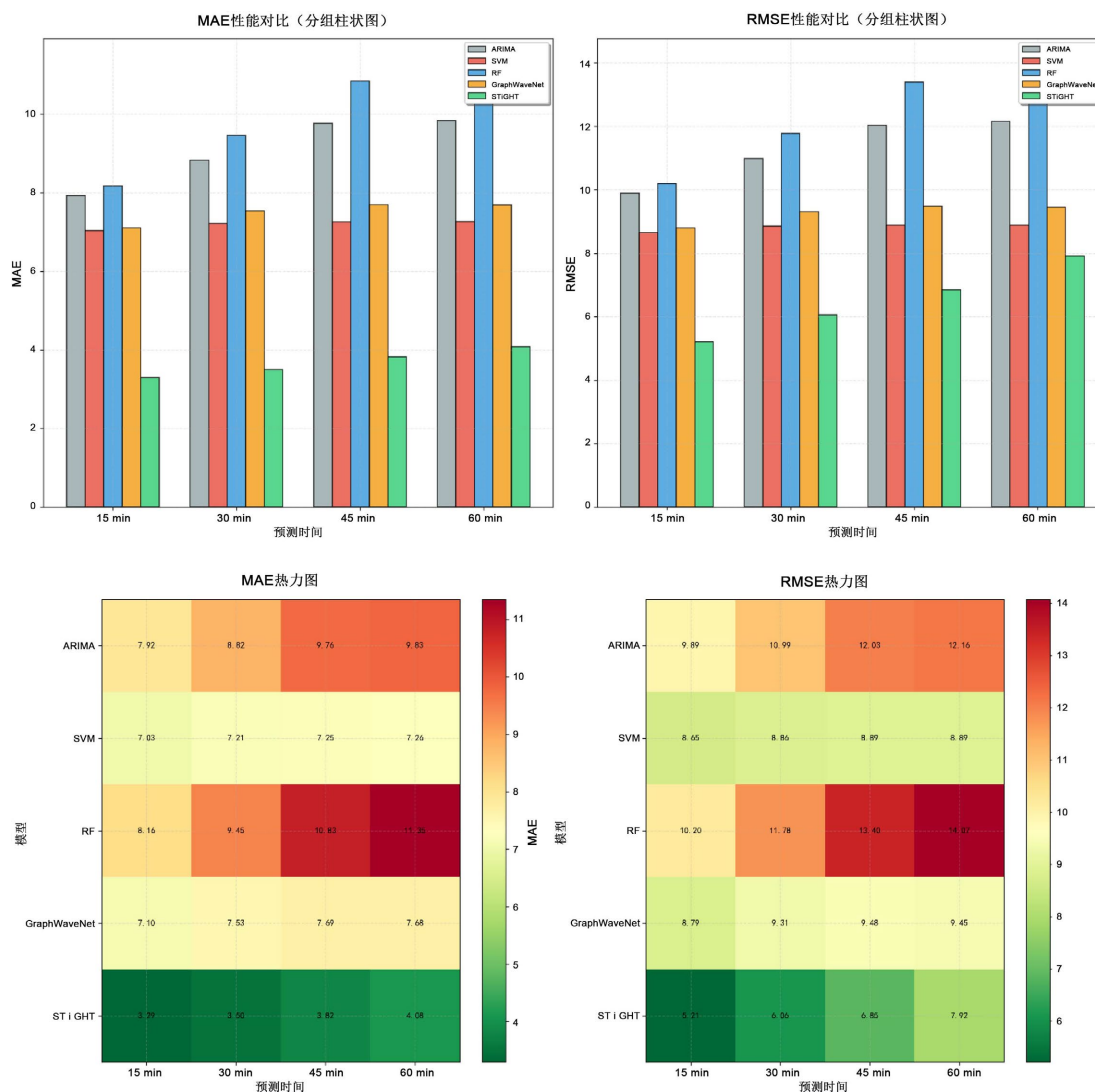 MAE性能对比（分组柱状图）
ARIMA
SVM
RF
GraphWaveNet
STiGHT
10
8
6
4
2
0
MAE
15 min
30 min
45 min
60 min
预测时间
RMSE性能对比（分组柱状图）
ARIMA
SVM
RF
GraphWaveNet
STiGHT
14
12
10
8
6
4
2
0
RMSE
15 min
30 min
45 min
60 min
预测时间
MAE热力图
模型
ARIMA
7.92 8.82 9.76 9.83
SVM
7.03 7.21 7.25 7.26
RF
8.16 9.45 10.83 11.35
GraphWaveNet
7.10 7.53 7.69 7.68
ST i GHT
3.29 3.50 3.82 4.08
15 min
30 min
45 min
60 min
预测时间
11
10
9
8
7
6
5
4
MAE
RMSE热力图
模型
ARIMA
9.89 10.99 12.03 12.16
SVM
8.65 8.86 8.89 8.89
RF
10.20 11.78 13.40 14.07
GraphWaveNet
8.79 9.31 9.48 9.45
ST i GHT
5.21 6.06 6.85 7.92
15 min
30 min
45 min
60 min
预测时间
14
13
12
11
10
9
8
7
6